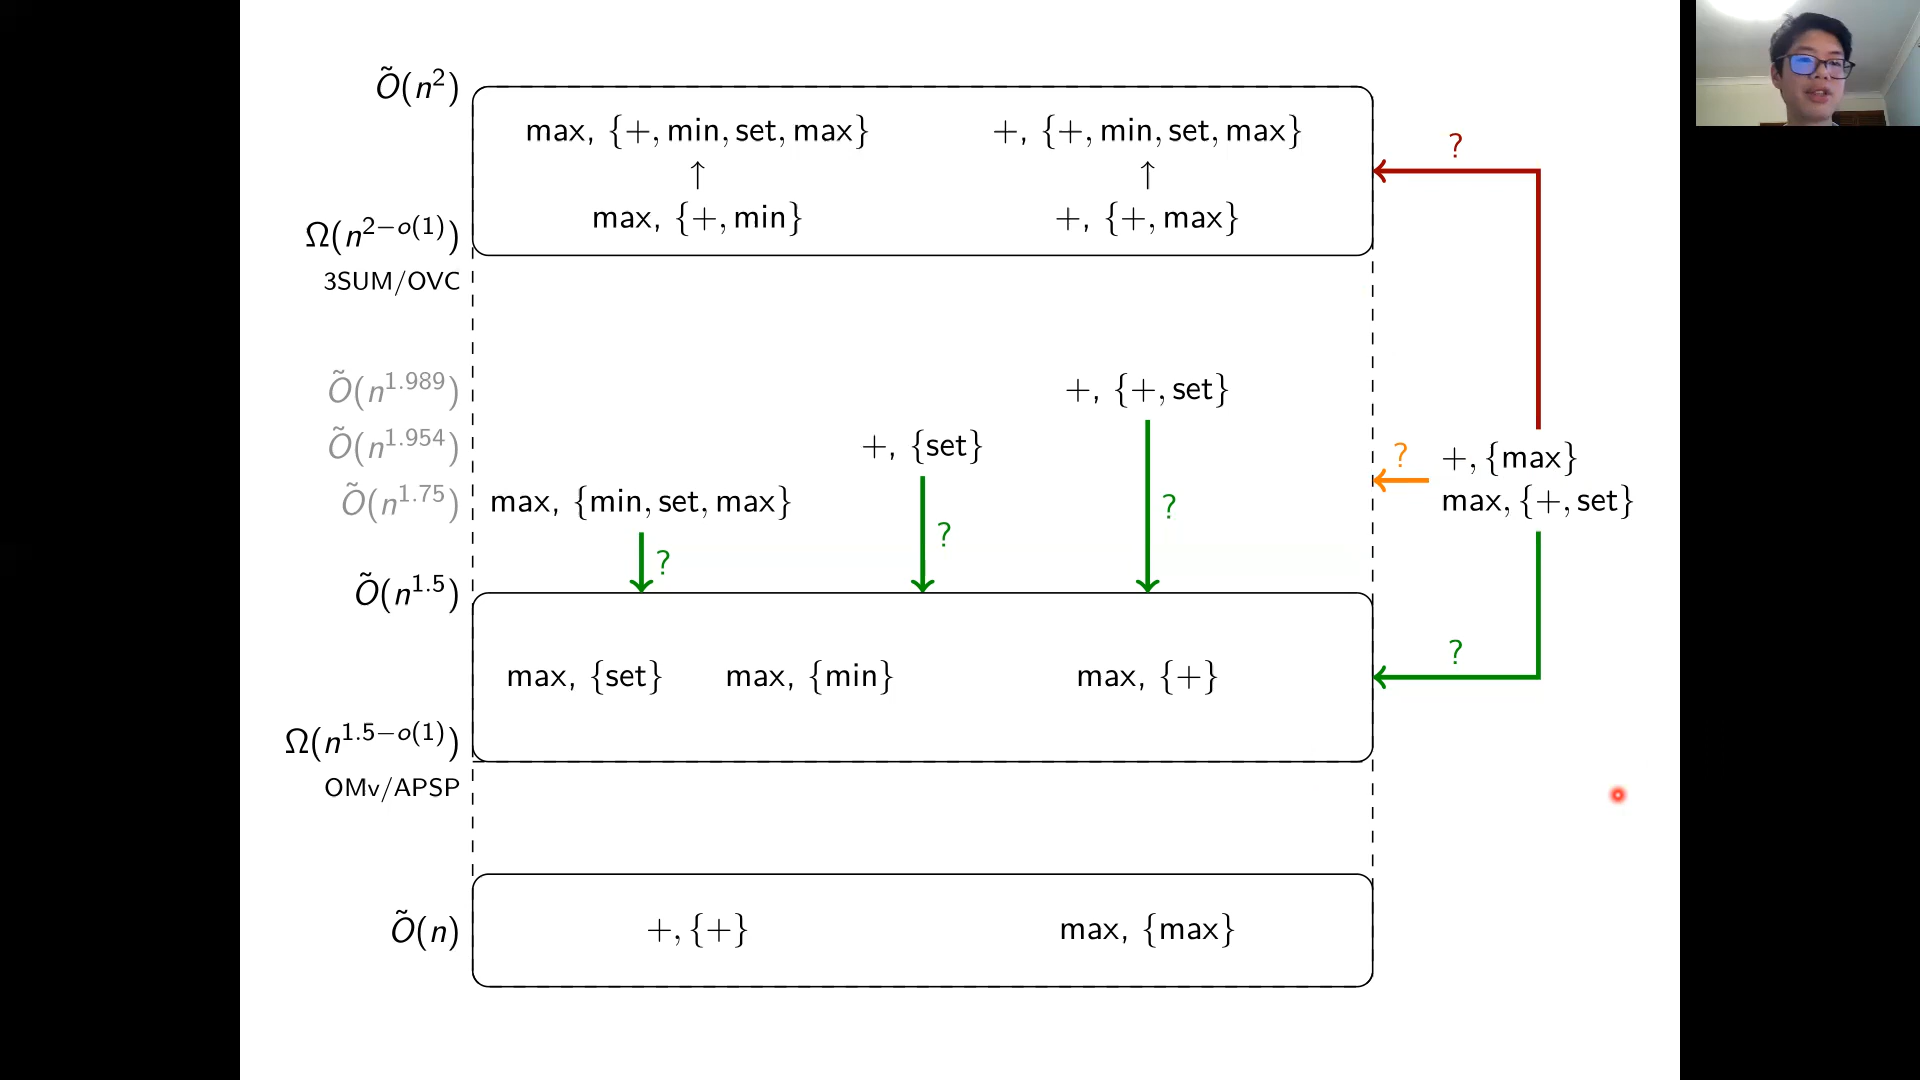 Õ(n²)
max, {+, min, set, max} +, {+, min, set, max}
↑ ↑
?
max, {+, min} +, {+, max}
Ω(n^{2−o(1)})
3SUM/OVC
Õ(n^{1.989}) +, {+, set}
Õ(n^{1.954}) +, {set}
? +, {max}
Õ(n^{1.75}) max, {min, set, max} ? max, {+, set}
?
?
Õ(n^{1.5})
?
max, {set} max, {min} max, {+}
Ω(n^{1.5−o(1)})
OMv/APSP
Õ(n) +, {+} max, {max}